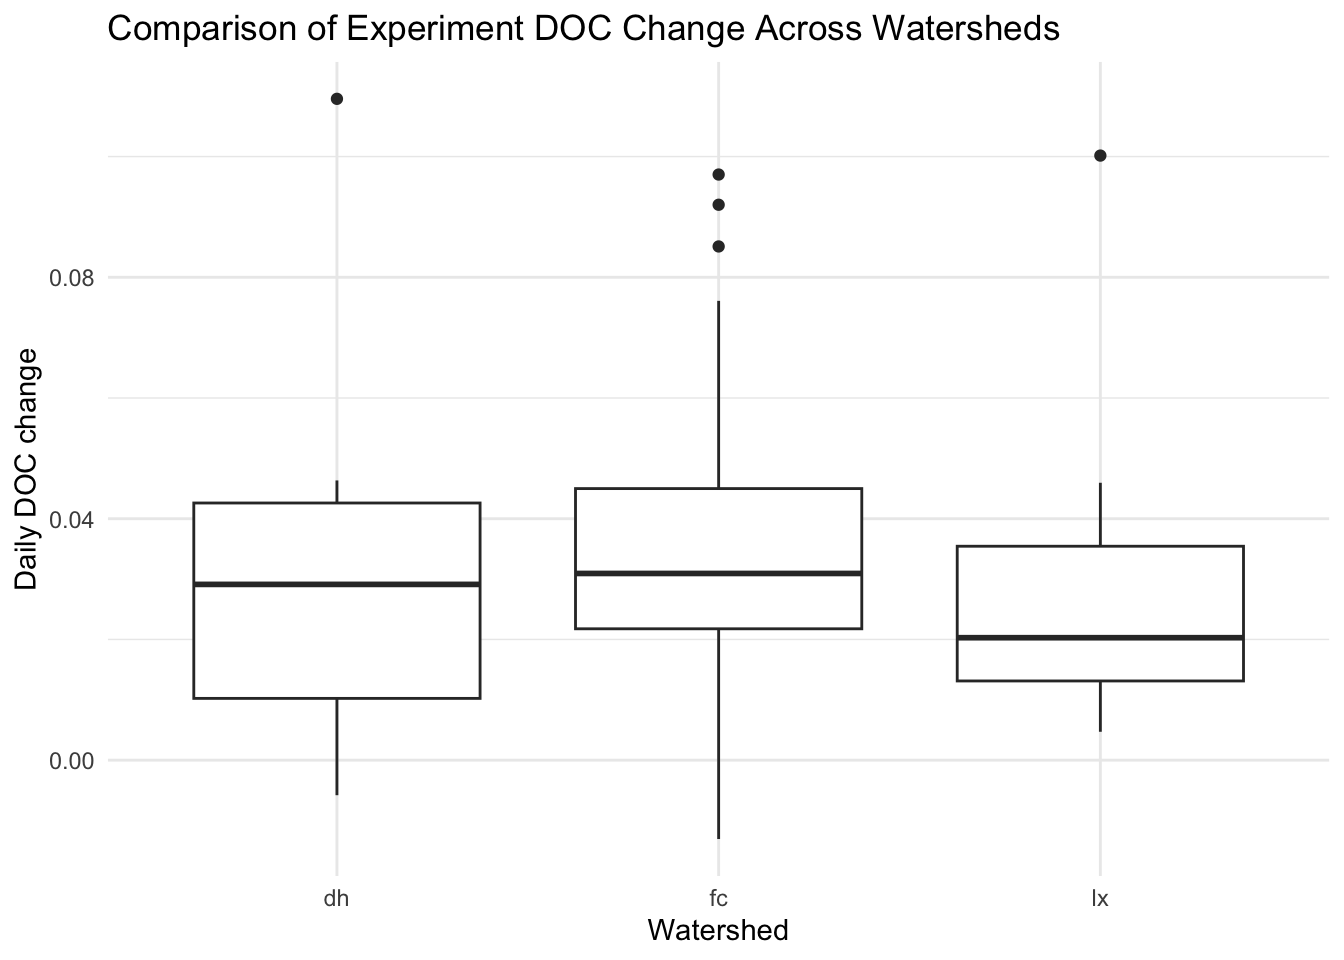 Comparison of Experiment DOC Change Across Watersheds
0.08
0.04
0.00
Daily DOC change
dh fc lx
Watershed